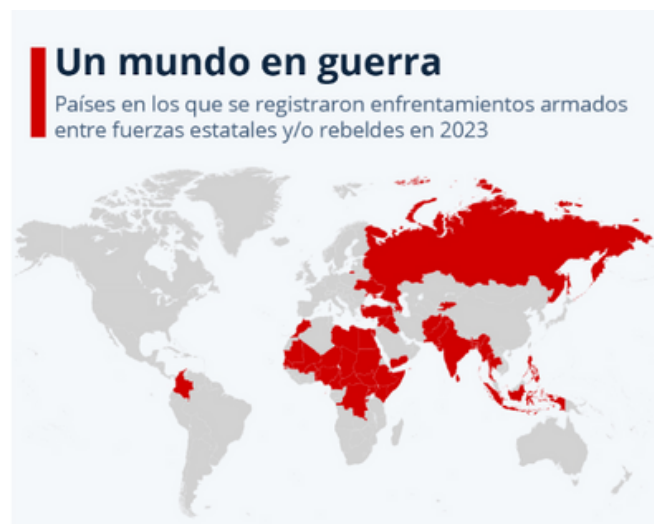 Un mundo en guerra
Países en los que se registraron enfrentamientos armados
entre fuerzas estatales y/o rebeldes en 2023